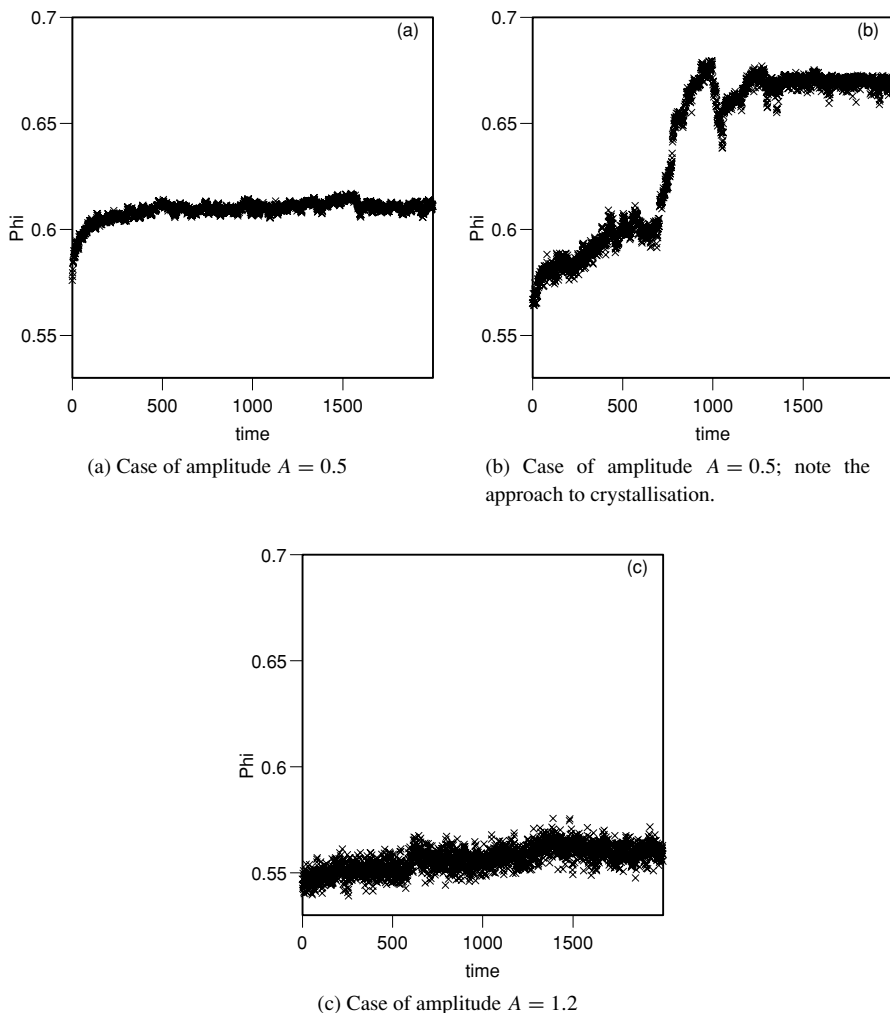 0.7
(a)
0.65
0.6
Phi
0.55
0
500
1000
1500
time
(a) Case of amplitude A = 0.5
0.7
(b)
0.65
0.6
Phi
0.55
0
500
1000
1500
time
(b) Case of amplitude A = 0.5; note the
approach to crystallisation.
0.7
(c)
0.65
0.6
Phi
0.55
0
500
1000
1500
time
(c) Case of amplitude A = 1.2